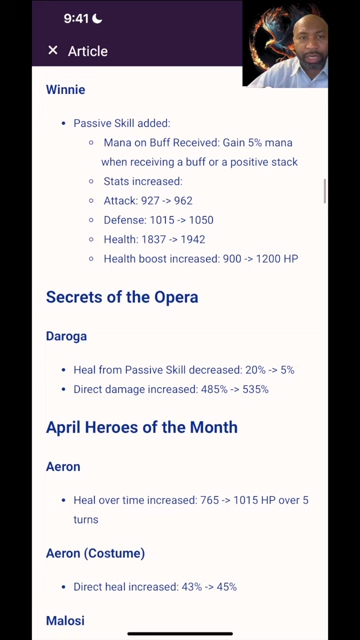 9:41
× Article
Winnie
• Passive Skill added:
○ Mana on Buff Received: Gain 5% mana
when receiving a buff or a positive stack
○ Stats increased:
○ Attack: 927 -> 962
○ Defense: 1015 -> 1050
○ Health: 1837 -> 1942
○ Health boost increased: 900 -> 1200 HP
Secrets of the Opera
Daroga
• Heal from Passive Skill decreased: 20% -> 5%
• Direct damage increased: 485% -> 535%
April Heroes of the Month
Aeron
• Heal over time increased: 765 -> 1015 HP over 5
turns
Aeron (Costume)
• Direct heal increased: 43% -> 45%
Malosi